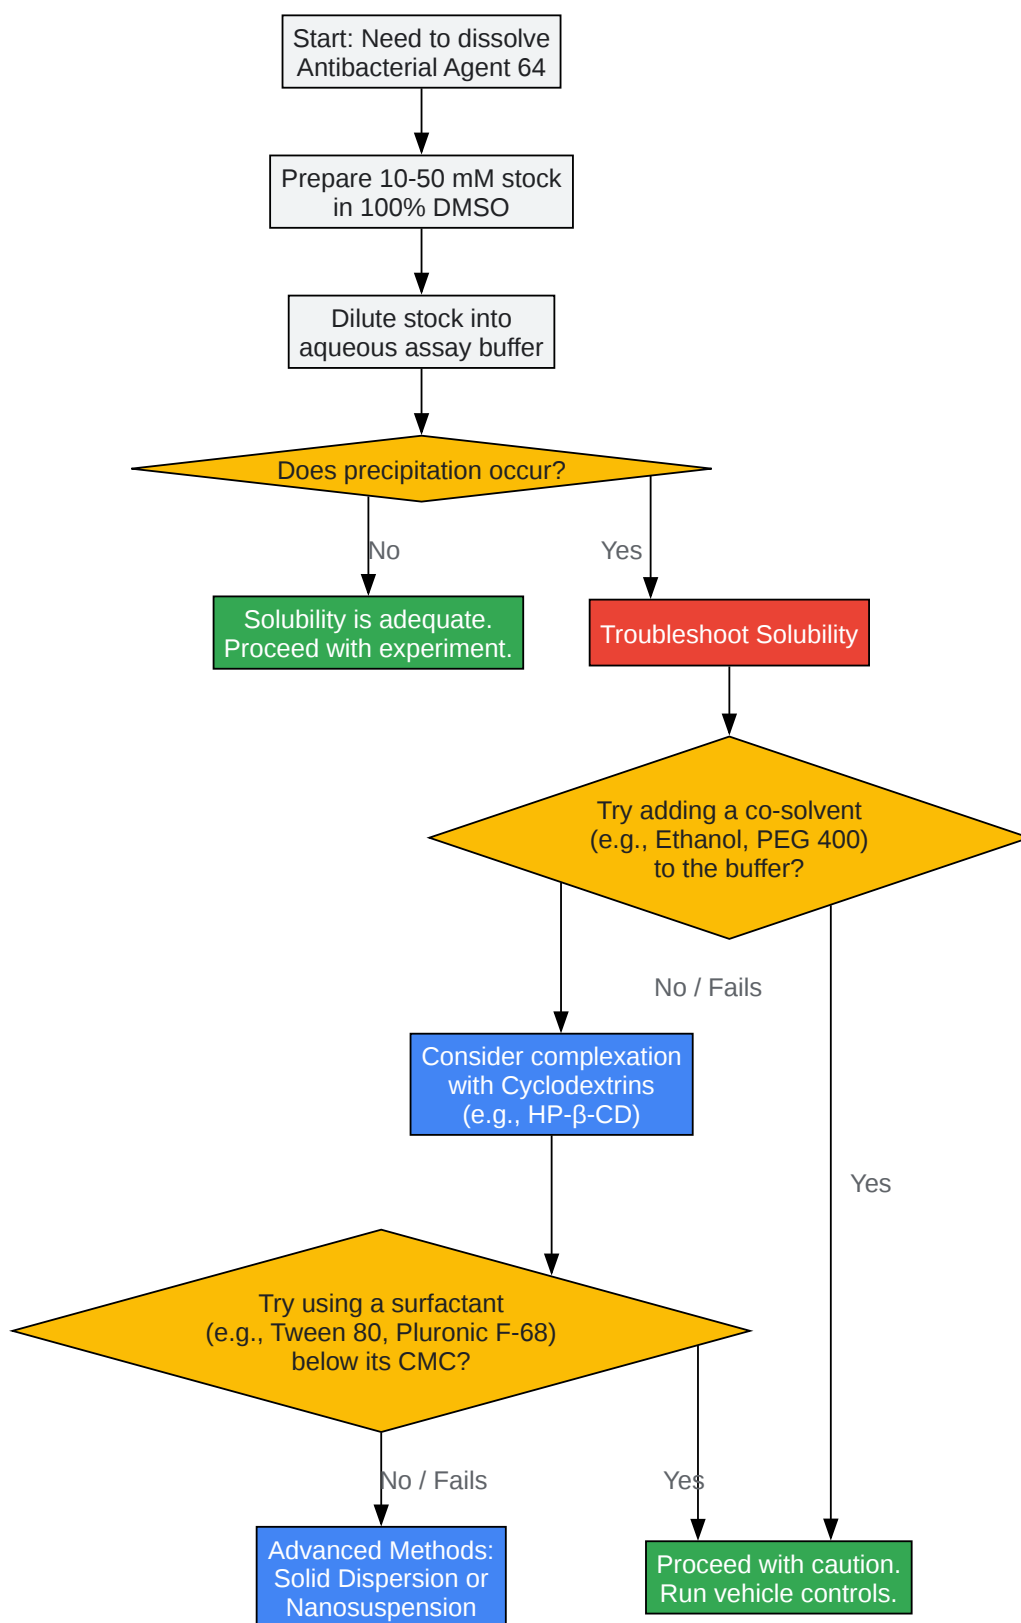 Start: Need to dissolve
Antibacterial Agent 64
Prepare 10-50 mM stock
in 100% DMSO
Dilute stock into
aqueous assay buffer
Does precipitation occur?
No
Yes
Solubility is adequate.
Proceed with experiment.
Troubleshoot Solubility
Try adding a co-solvent
(e.g., Ethanol, PEG 400)
to the buffer?
No / Fails
Consider complexation
with Cyclodextrins
(e.g., HP-β-CD)
Yes
Try using a surfactant
(e.g., Tween 80, Pluronic F-68)
below its CMC?
No / Fails
Yes
Advanced Methods:
Solid Dispersion or
Nanosuspension
Proceed with caution.
Run vehicle controls.